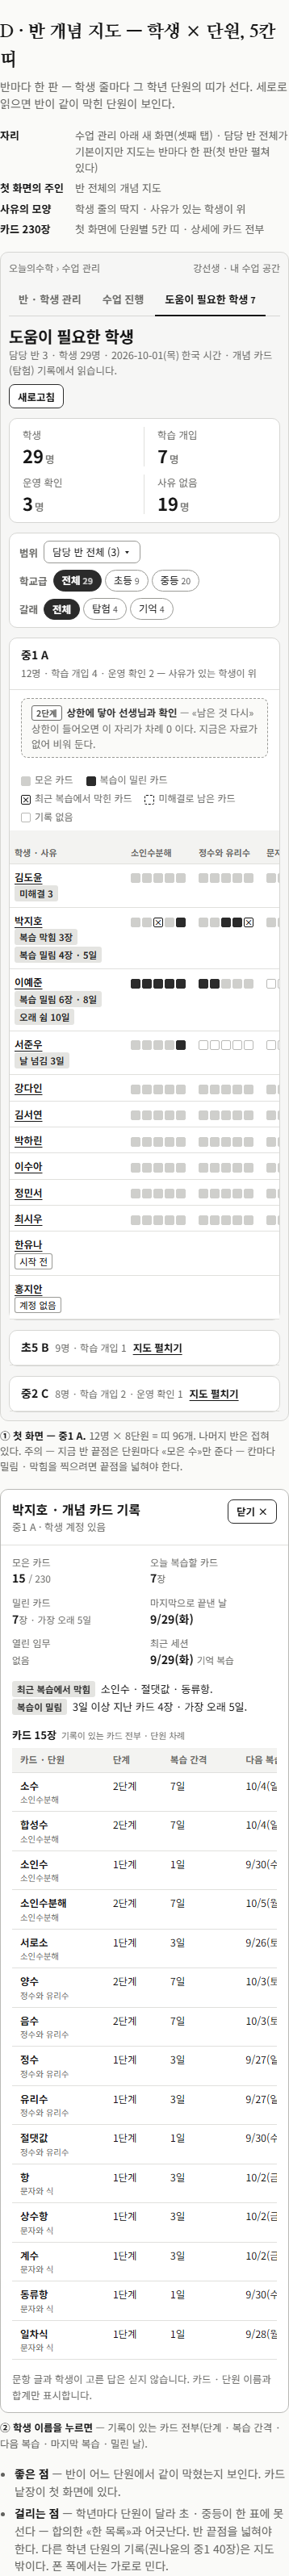 D · 반 개념 지도 — 학생 × 단원, 5칸
띠
반마다 한 판 — 학생 줄마다 그 학년 단원의 띠가 선다. 세로로
읽으면 반이 같이 막힌 단원이 보인다.
자리 수업 관리 아래 새 화면(셋째 탭) · 담당 반 전체가
기본이지만 지도는 반마다 한 판(첫 반만 펼쳐
있다)
첫 화면의 주인 반 전체의 개념 지도
사유의 모양 학생 줄의 딱지 · 사유가 있는 학생이 위
카드 230장 첫 화면에 단원별 5칸 띠 · 상세에 카드 전부
오늘의수학 › 수업 관리 강선생 · 내 수업 공간
반 · 학생 관리 수업 진행 도움이 필요한 학생 7
도움이 필요한 학생
담당 반 3 · 학생 29명 · 2026-10-01(목) 한국 시간 · 개념 카드
(탐험) 기록에서 읽습니다.
새로고침
학생 학습 개입
29명 7명
운영 확인 사유 없음
3명 19명
범위 담당 반 전체 (3)
학교급 전체 29 초등 9 중등 20
갈래 전체 탐험 4 기억 4
중1 A
12명 · 학습 개입 4 · 운영 확인 2 — 사유가 있는 학생이 위
2단계 상한에 닿아 선생님과 확인 — «남은 것 다시»
상한이 들어오면 이 자리가 차례 0 이다. 지금은 자료가
없어 비워 둔다.
모은 카드 복습이 밀린 카드
최근 복습에서 막힌 카드 미해결로 남은 카드
기록 없음
학생 · 사유 소인수분해 정수와 유리수
김도윤
미해결 3
박지호
복습 막힘 3장
복습 밀림 4장 · 5일
이예준
복습 밀림 6장 · 8일
오래 쉼 10일
서준우
날 넘김 3일
강다인
김서연
박하린
이수아
정민서
최시우
한유나
시작 전
홍지안
계정 없음
초5 B 9명 · 학습 개입 1 지도 펼치기
중2 C 8명 · 학습 개입 2 · 운영 확인 1 지도 펼치기
① 첫 화면 — 중1 A. 12명 × 8단원 = 띠 96개. 나머지 반은 접혀
있다. 주의 — 지금 반 끝점은 단원마다 «모은 수»만 준다 — 칸마다
밀림 · 막힘을 찍으려면 끝점을 넓혀야 한다.
박지호 · 개념 카드 기록 닫기 ×
중1 A · 학생 계정 있음
모은 카드 오늘 복습할 카드
15 / 230 7장
밀린 카드 마지막으로 끝낸 날
7장 · 가장 오래 5일 9/29(화)
열린 임무 최근 세션
없음 9/29(화) 기억 복습
최근 복습에서 막힘 소인수 · 절댓값 · 동류항.
복습이 밀림 3일 이상 지난 카드 4장 · 가장 오래 5일.
카드 15장 기록이 있는 카드 전부 · 단원 차례
카드 · 단원 단계 복습 간격
소수 2단계 7일
소인수분해
합성수 2단계 7일
소인수분해
소인수 1단계 1일
소인수분해
소인수분해 2단계 7일
소인수분해
서로소 1단계 3일
소인수분해
양수 2단계 7일
정수와 유리수
음수 2단계 7일
정수와 유리수
정수 1단계 3일
정수와 유리수
유리수 1단계 3일
정수와 유리수
절댓값 1단계 1일
정수와 유리수
항 1단계 3일
문자와 식
상수항 1단계 3일
문자와 식
계수 1단계 3일
문자와 식
동류항 1단계 1일
문자와 식
일차식 1단계 1일
문자와 식
문항 글과 학생이 고른 답은 싣지 않습니다. 카드 · 단원 이름과
합계만 표시합니다.
② 학생 이름을 누르면 — 기록이 있는 카드 전부(단계 · 복습 간격 ·
다음 복습 · 마지막 복습 · 밀린 날).
• 좋은 점 — 반이 어느 단원에서 같이 막혔는지 보인다. 카드
낱장이 첫 화면에 있다.
• 걸리는 점 — 학년마다 단원이 달라 초 · 중등이 한 표에 못
선다 — 합의한 «한 목록»과 어긋난다. 반 끝점을 넓혀야
한다. 다른 학년 단원의 기록(권나윤의 중1 40장)은 지도
밖이다. 폰 폭에서는 가로로 민다.